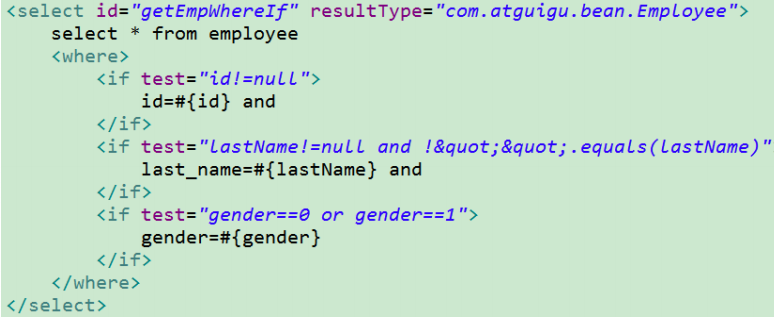 <select id="getEmpWhereIf" resultType="com.atguigu.bean.Employee">
select * from employee
<where>
<if test="id!=null">
id=#{id} and
</if>
<if test="lastName!=null and !&quot;&quot;.equals(lastName)"
last_name=#{lastName} and
</if>
<if test="gender==0 or gender==1">
gender=#{gender}
</if>
</where>
</select>